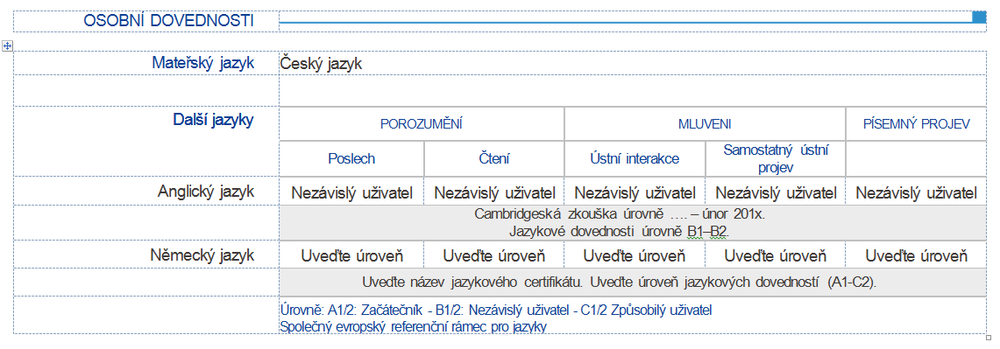 OSOBNÍ DOVEDNOSTI
Mateřský jazyk Český jazyk
Další jazyky POROZUMĚNÍ MLUVENI PÍSEMNÝ PROJEV
Poslech Čtení Ústní interakce Samostatný ústní
projev
Anglický jazyk Nezávislý uživatel Nezávislý uživatel Nezávislý uživatel Nezávislý uživatel Nezávislý uživatel
Cambridgeská zkouška úrovně …. – únor 201x.
Jazykové dovednosti úrovně B1–B2.
Německý jazyk Uveďte úroveň Uveďte úroveň Uveďte úroveň Uveďte úroveň Uveďte úroveň
Uveďte název jazykového certifikátu. Uveďte úroveň jazykových dovedností (A1-C2).
Úrovně: A1/2: Začátečník - B1/2: Nezávislý uživatel - C1/2 Způsobilý uživatel
Společný evropský referenční rámec pro jazyky